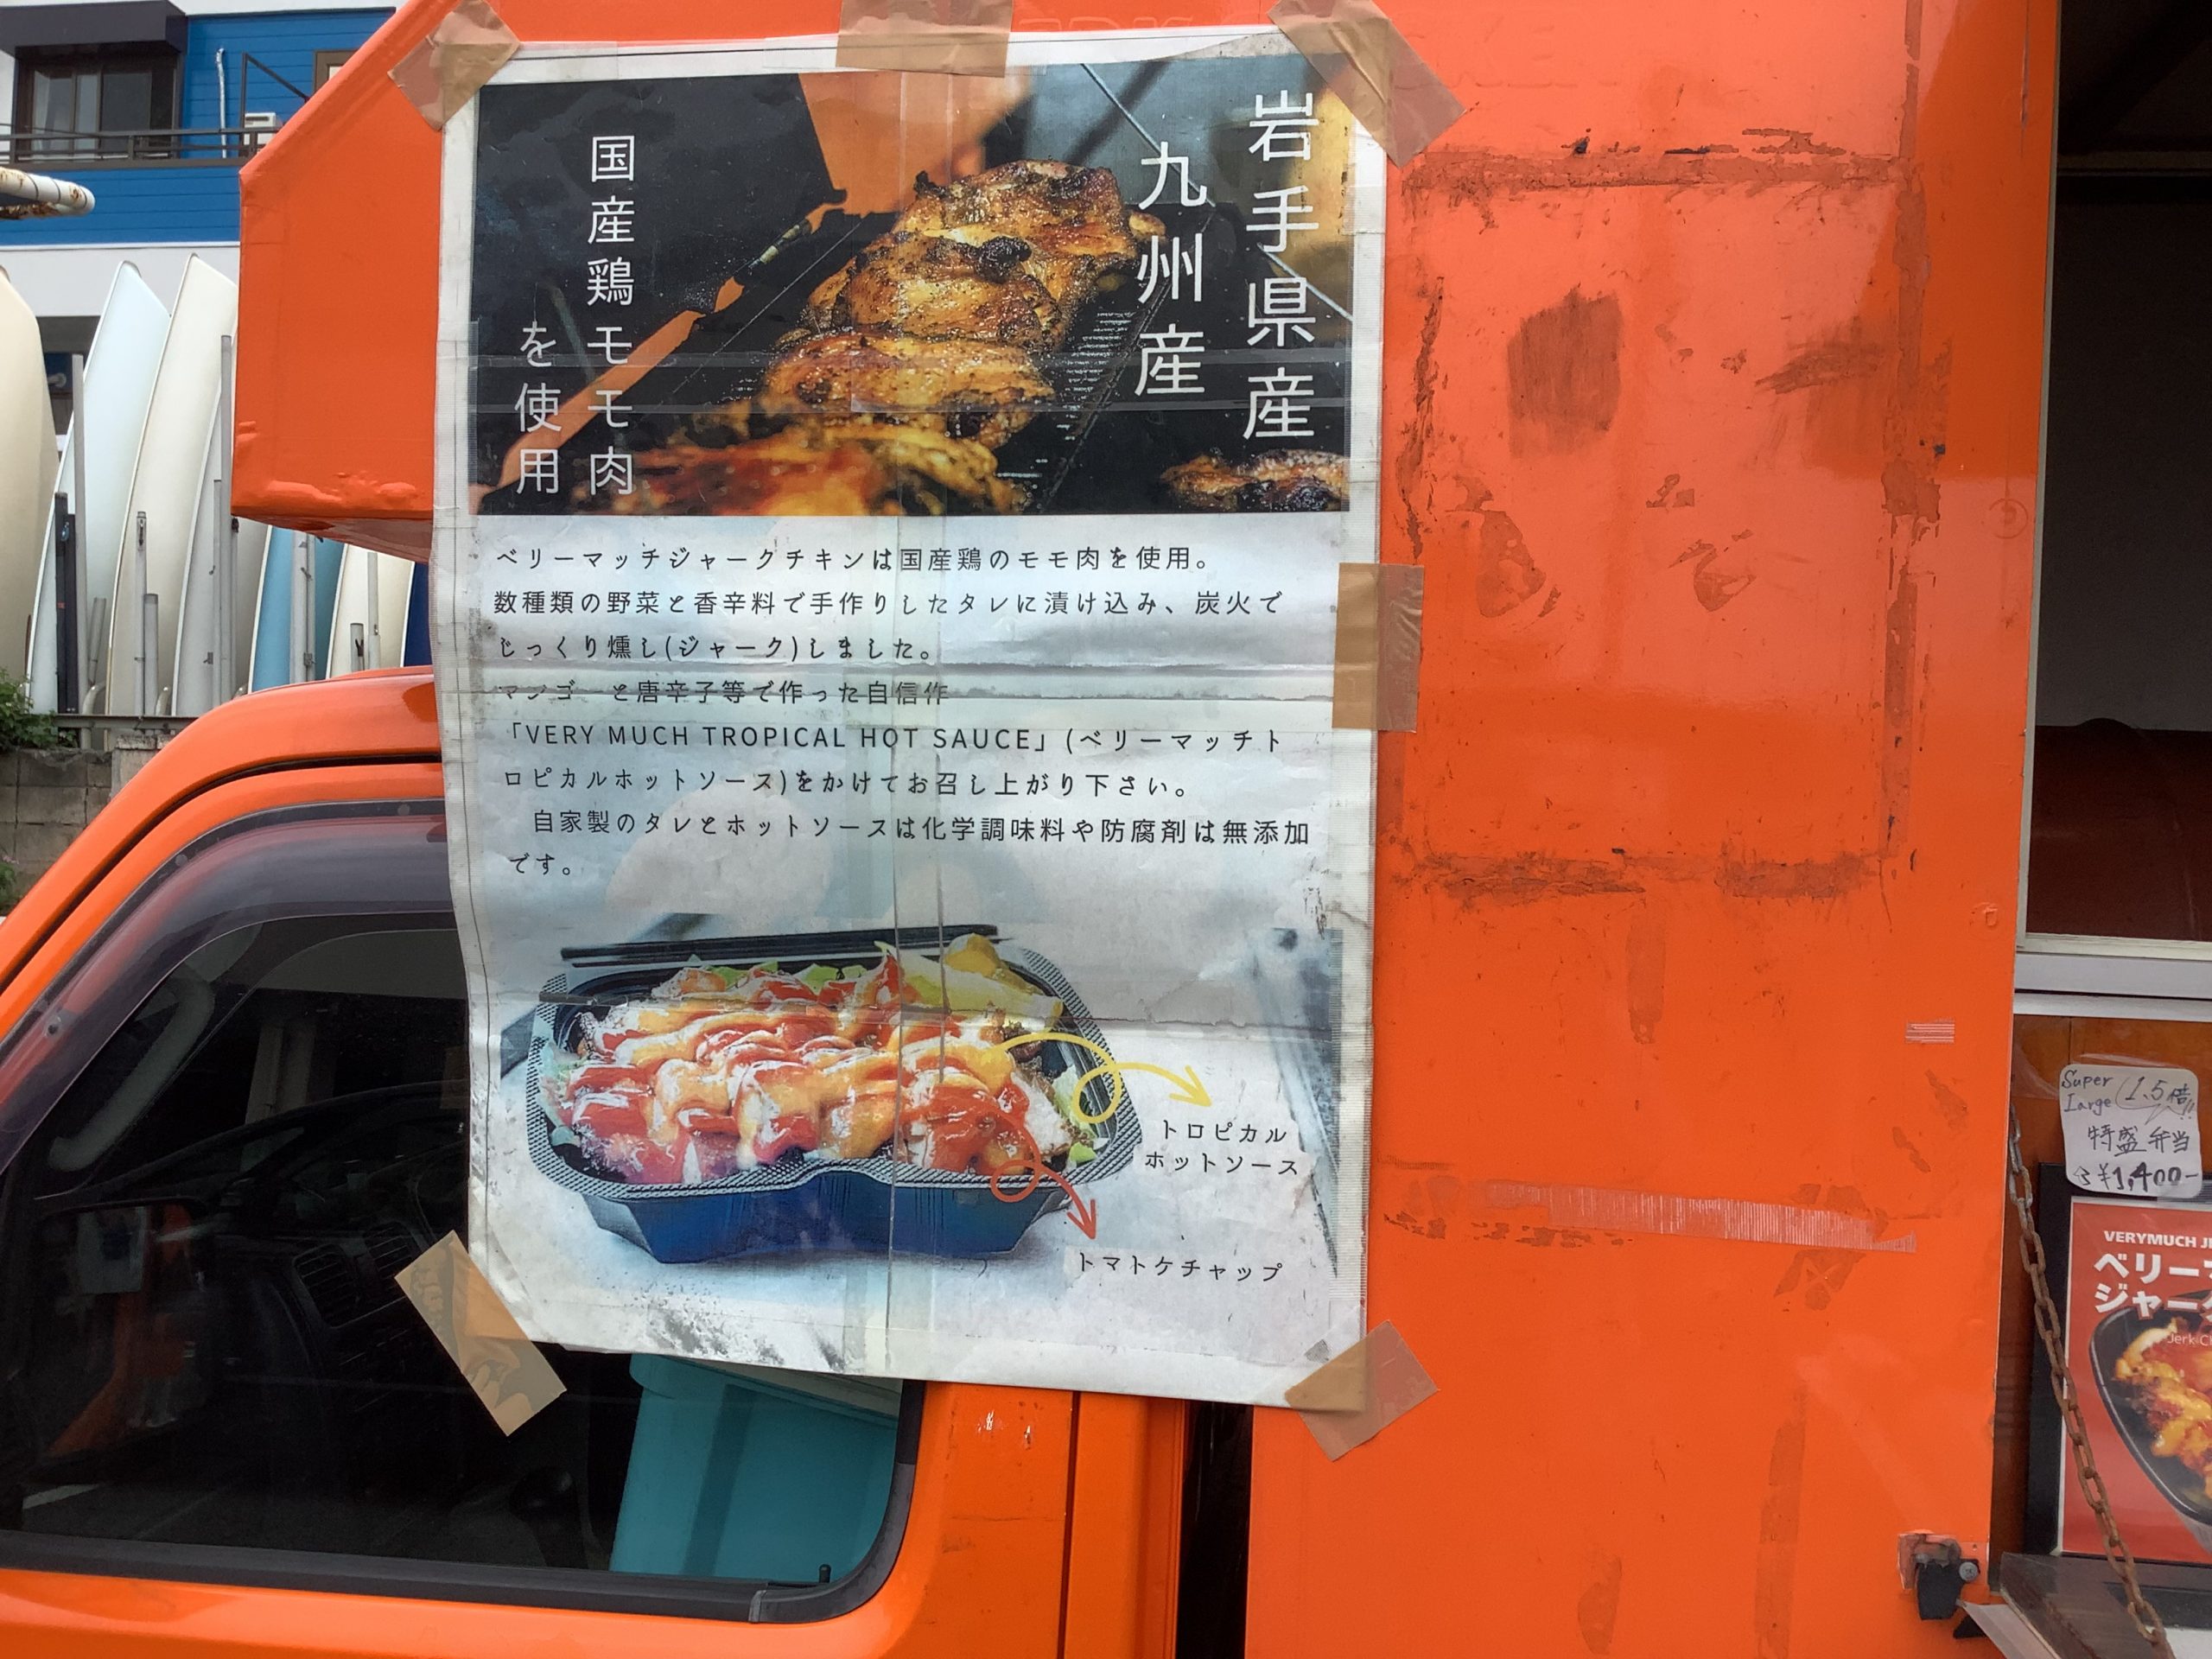 岩手県産
九州産
国産鶏モモ肉
を使用
ベリーマッチジャークチキンは国産鶏のモモ肉を使用。
数種類の野菜と香辛料で手作りしたタレに漬け込み、炭火で
じっくり燻し(ジャーク)しました。
マンゴーと唐辛子等で作った自信作
「VERY MUCH TROPICAL HOT SAUCE」(ベリーマッチト
ロピカルホットソース)をかけてお召し上がり下さい。
自家製のタレとホットソースは化学調味料や防腐剤は無添加
です。
トロピカル
ホットソース
トマトケチャップ
Super
Large 1.5倍!!
特盛弁当
¥1,400-
VERYMUCH
ベリー
ジャー
Jerk